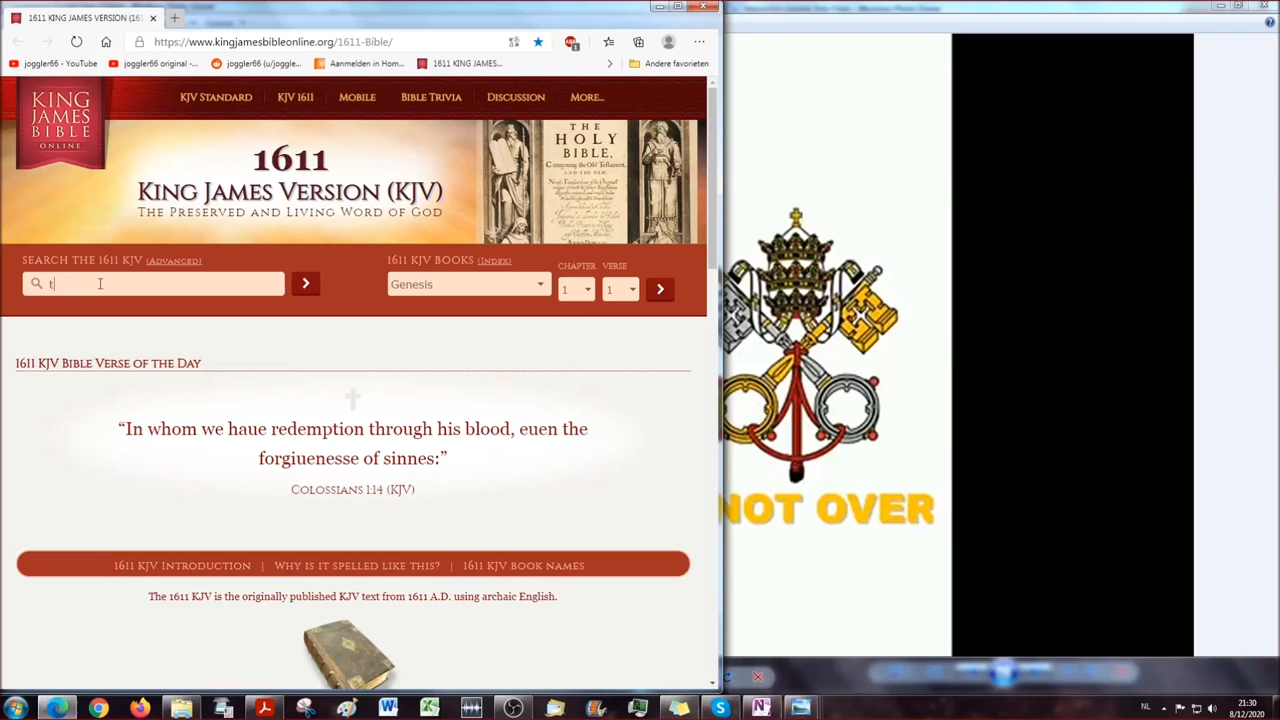 1611 KING JAMES VERSION (161
https://www.kingjamesbibleonline.org/1611-Bible/
joggler66 - YouTube
joggler66 original -...
joggler66 (u/joggle...
Aanmelden in Hom...
1611 KING JAMES...
Andere favorieten
KING
JAMES
BIBLE
ONLINE
KJV STANDARD
KJV 1611
MOBILE
BIBLE TRIVIA
DISCUSSION
MORE...
1611
KING JAMES VERSION (KJV)
THE PRESERVED AND LIVING WORD OF GOD
THE
HOLY
BIBLE,
SEARCH THE 1611 KJV (ADVANCED)
t
1611 KJV BOOKS (INDEX)
Genesis
CHAPTER
1
VERSE
1
1611 KJV BIBLE VERSE OF THE DAY
“In whom we haue redemption through his blood, euen the
forgiuenesse of sinnes:”
COLOSSIANS 1:14 (KJV)
1611 KJV INTRODUCTION | WHY IS IT SPELLED LIKE THIS? | 1611 KJV BOOK NAMES
The 1611 KJV is the originally published KJV text from 1611 A.D. using archaic English.
NOT OVER
NL
21:30
8/12/2020